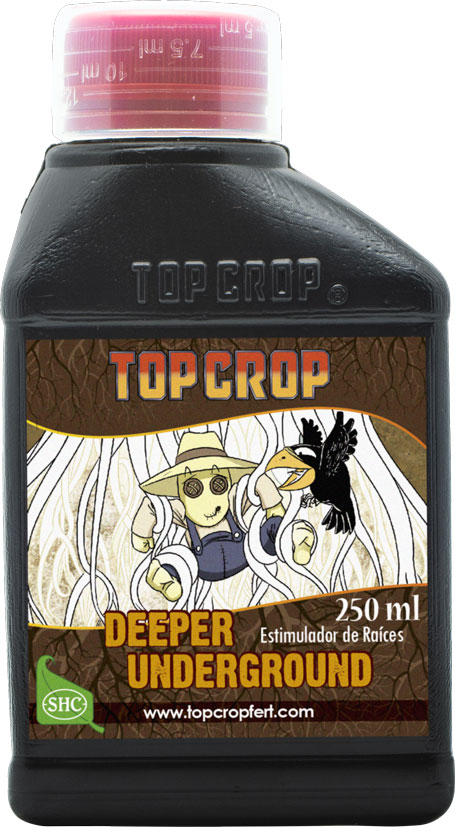 5 ml
7.5 ml
10 ml
12
TOP CROP ®
TOP CROP
250 ml
Estimulador de Raíces
DEEPER
UNDERGROUND
SHC
www.topcropfert.com